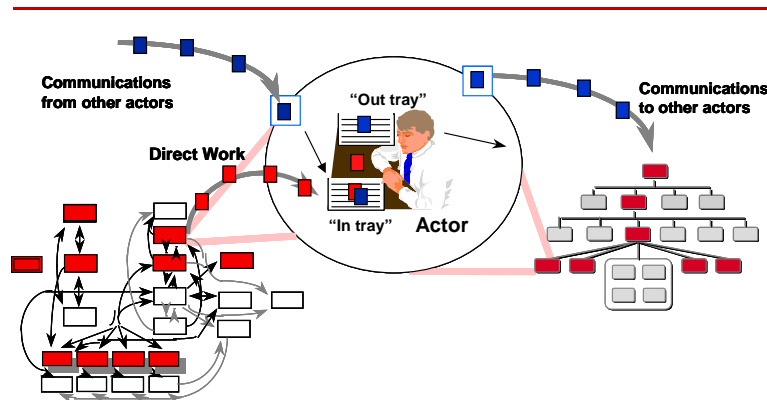 Communications
from other actors
“Out tray”
Communications
to other actors
Direct Work
“In tray”
Actor